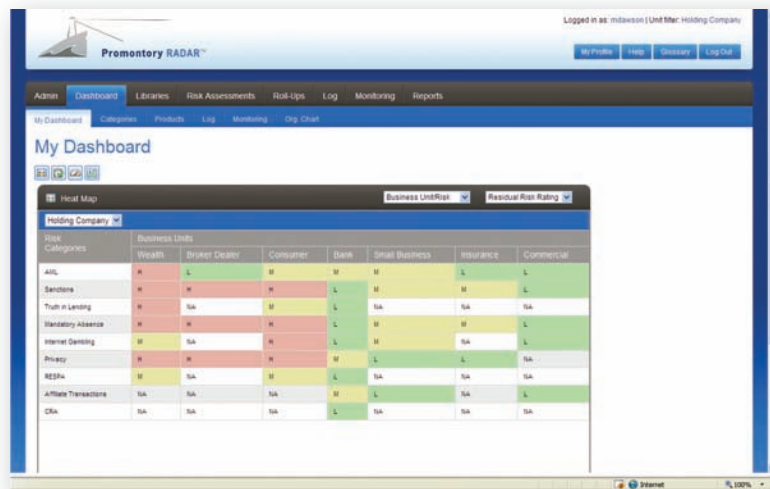 Logged in as: mdawson | Unit filter: Holding Company
Promontory RADAR™
My Profile Help Glossary Log Out
Admin Dashboard Libraries Risk Assessments Roll-Ups Log Monitoring Reports
My Dashboard Categories Products Log Monitoring Org. Chart
My Dashboard
Heat Map Business Unit/Risk Residual Risk Rating
Holding Company
Risk Categories Business Units
Wealth Broker Dealer Consumer Bank Small Business Insurance Commercial
AML H L M M M L L
Sanctions H H H L M M L
Truth in Lending H NA M L NA NA NA
Mandatory Absence H H H L M M L
Internet Gambling M NA H L M NA L
Privacy H H H M L L NA
RESPA M NA M L NA NA NA
Affiliate Transactions NA NA NA M L NA L
CRA NA NA NA L NA NA NA
Internet 100%